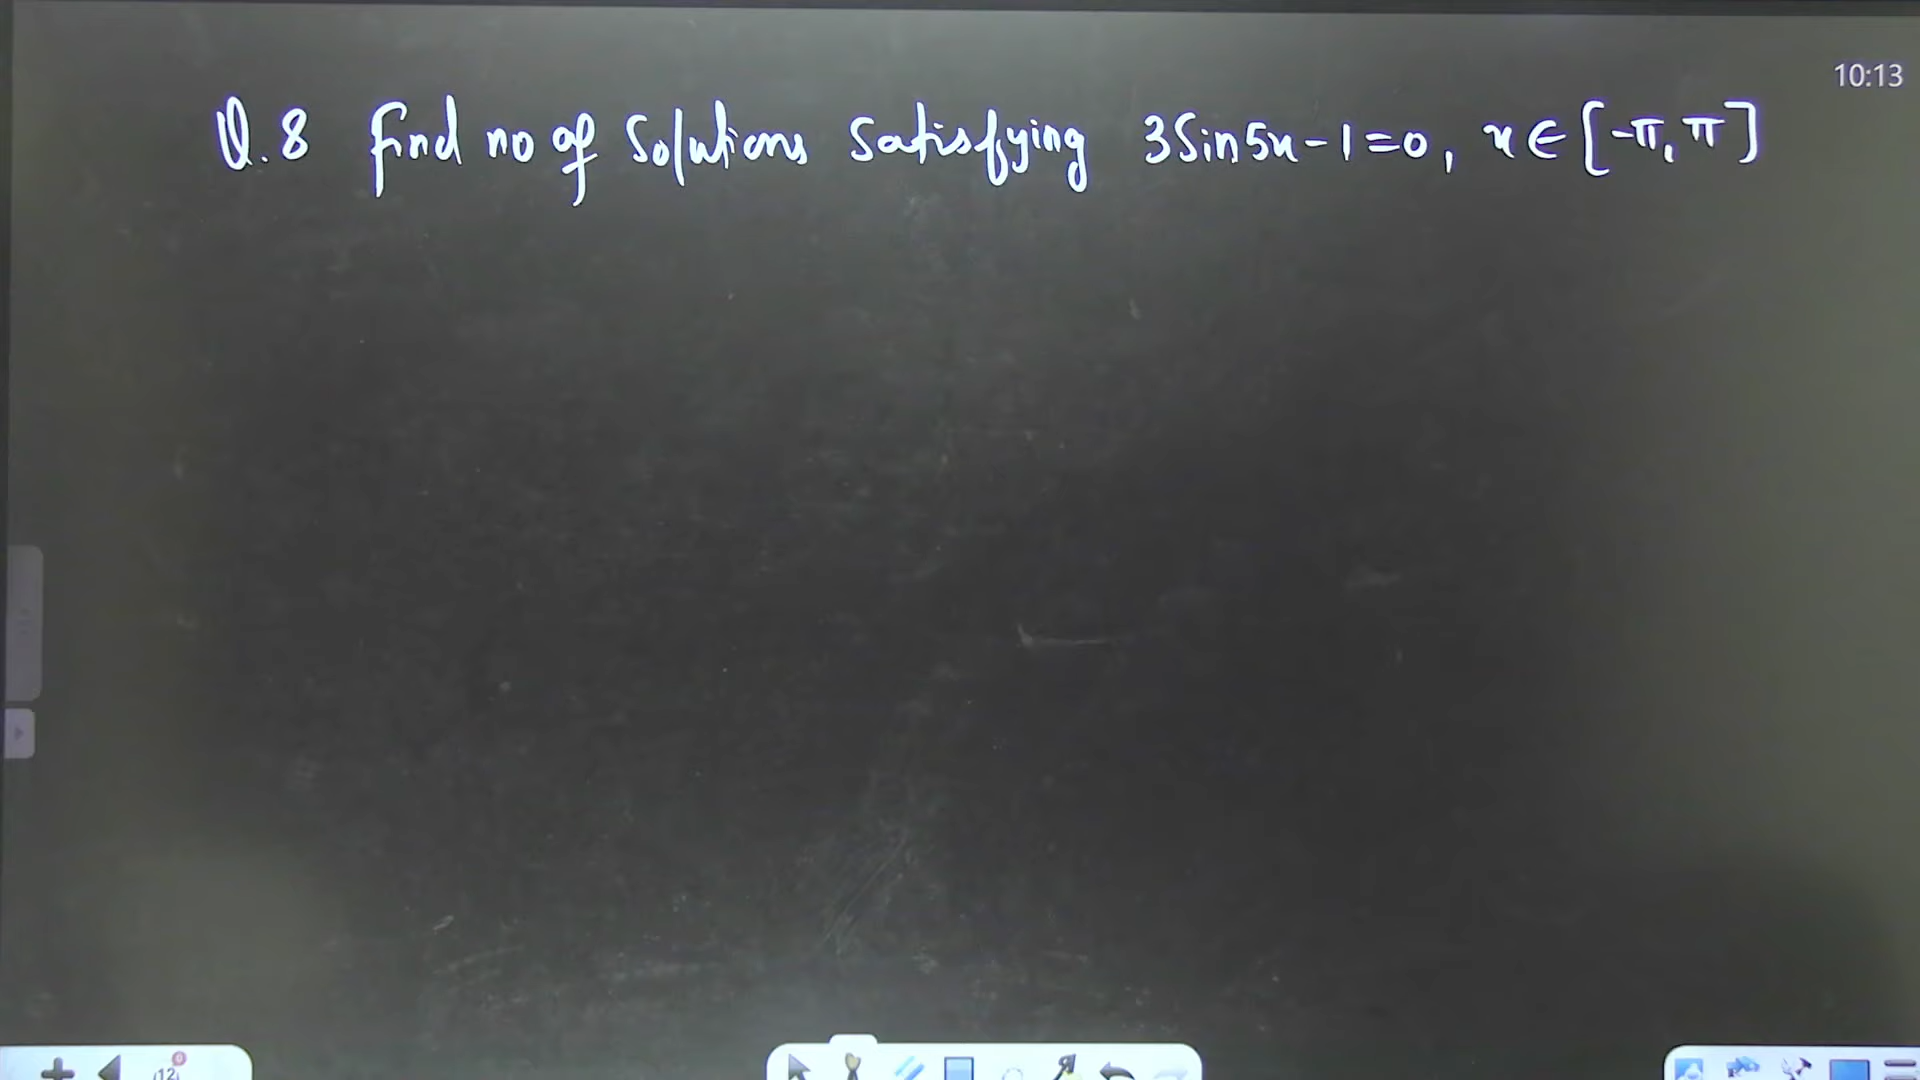 10:13
Q.8 find no of Solutions Satisfying 3Sin5x-1=0, x∈[-π,π]